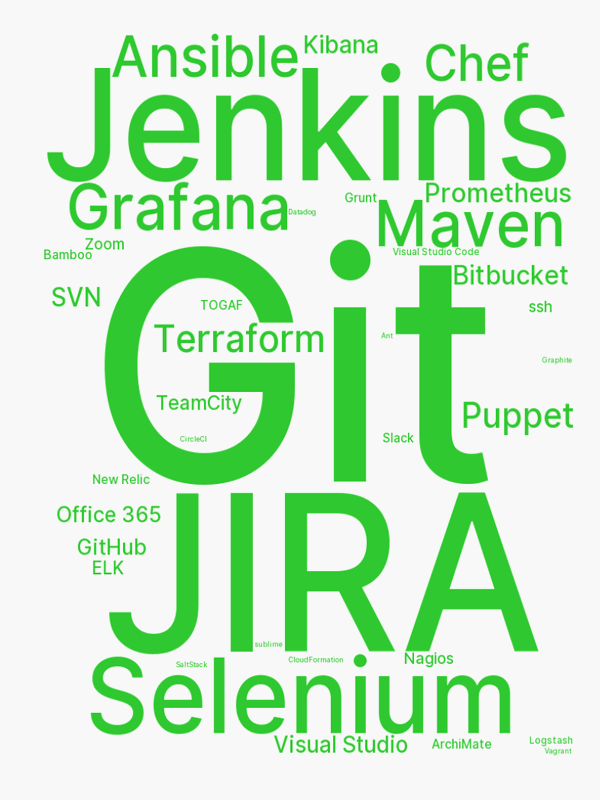 Ansible
Kibana
Chef
Jenkins
Grafana
Datadog
Grunt
Prometheus
Maven
Zoom
Bamboo
Visual Studio Code
Git
Bitbucket
SVN
TOGAF
ssh
Terraform
Ant
Graphite
TeamCity
Puppet
CircleCI
Slack
New Relic
JIRA
Office 365
GitHub
ELK
sublime
SaltStack
CloudFormation
Nagios
Selenium
Visual Studio
ArchiMate
Logstash
Vagrant